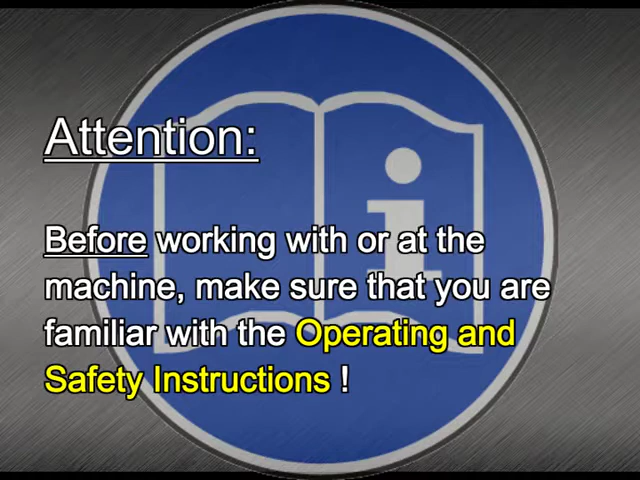 Attention:
Before working with or at the
machine, make sure that you are
familiar with the Operating and
Safety Instructions !